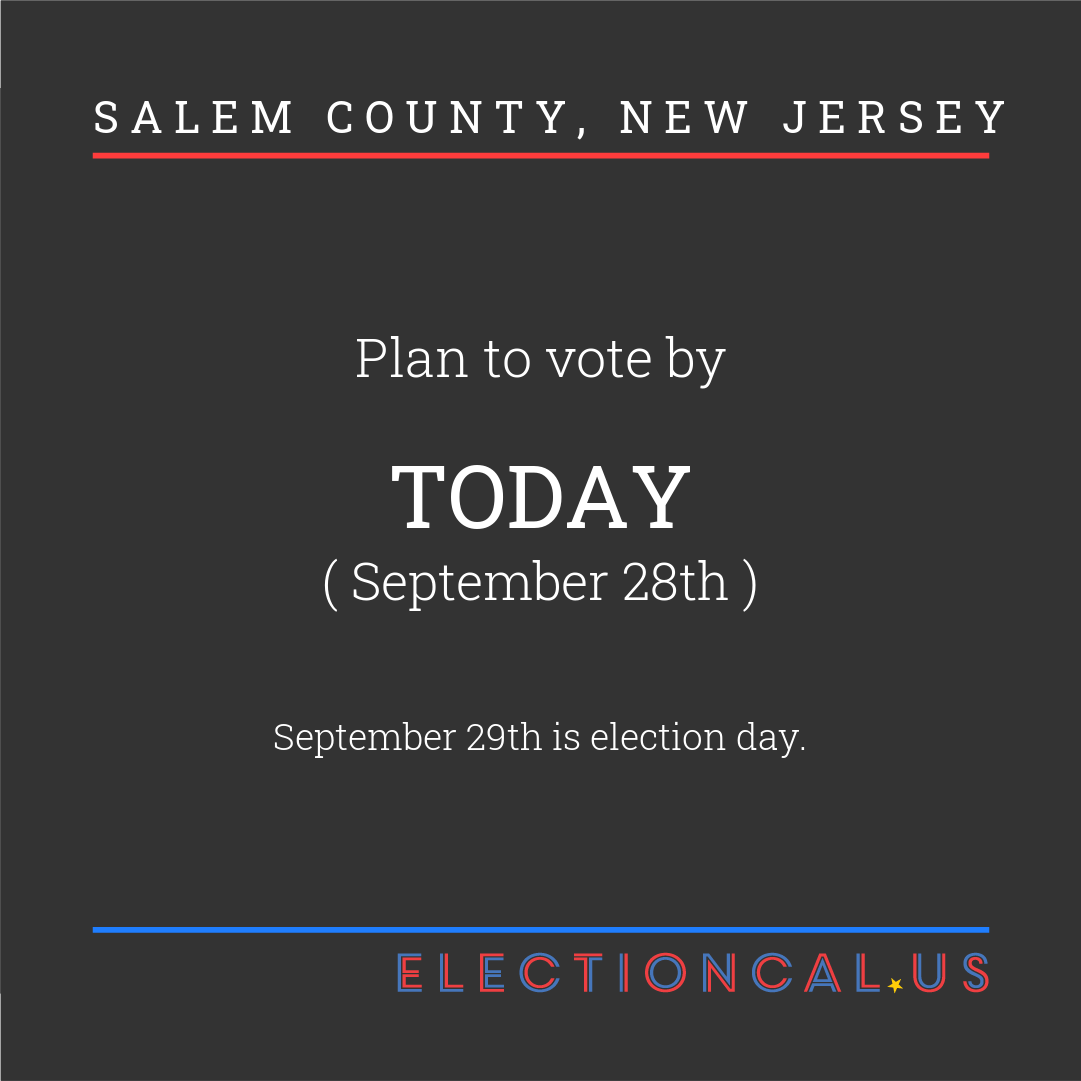 SALEM COUNTY, NEW JERSEY
Plan to vote by
TODAY
( September 28th )
September 29th is election day.
ELECTIONCAL.US